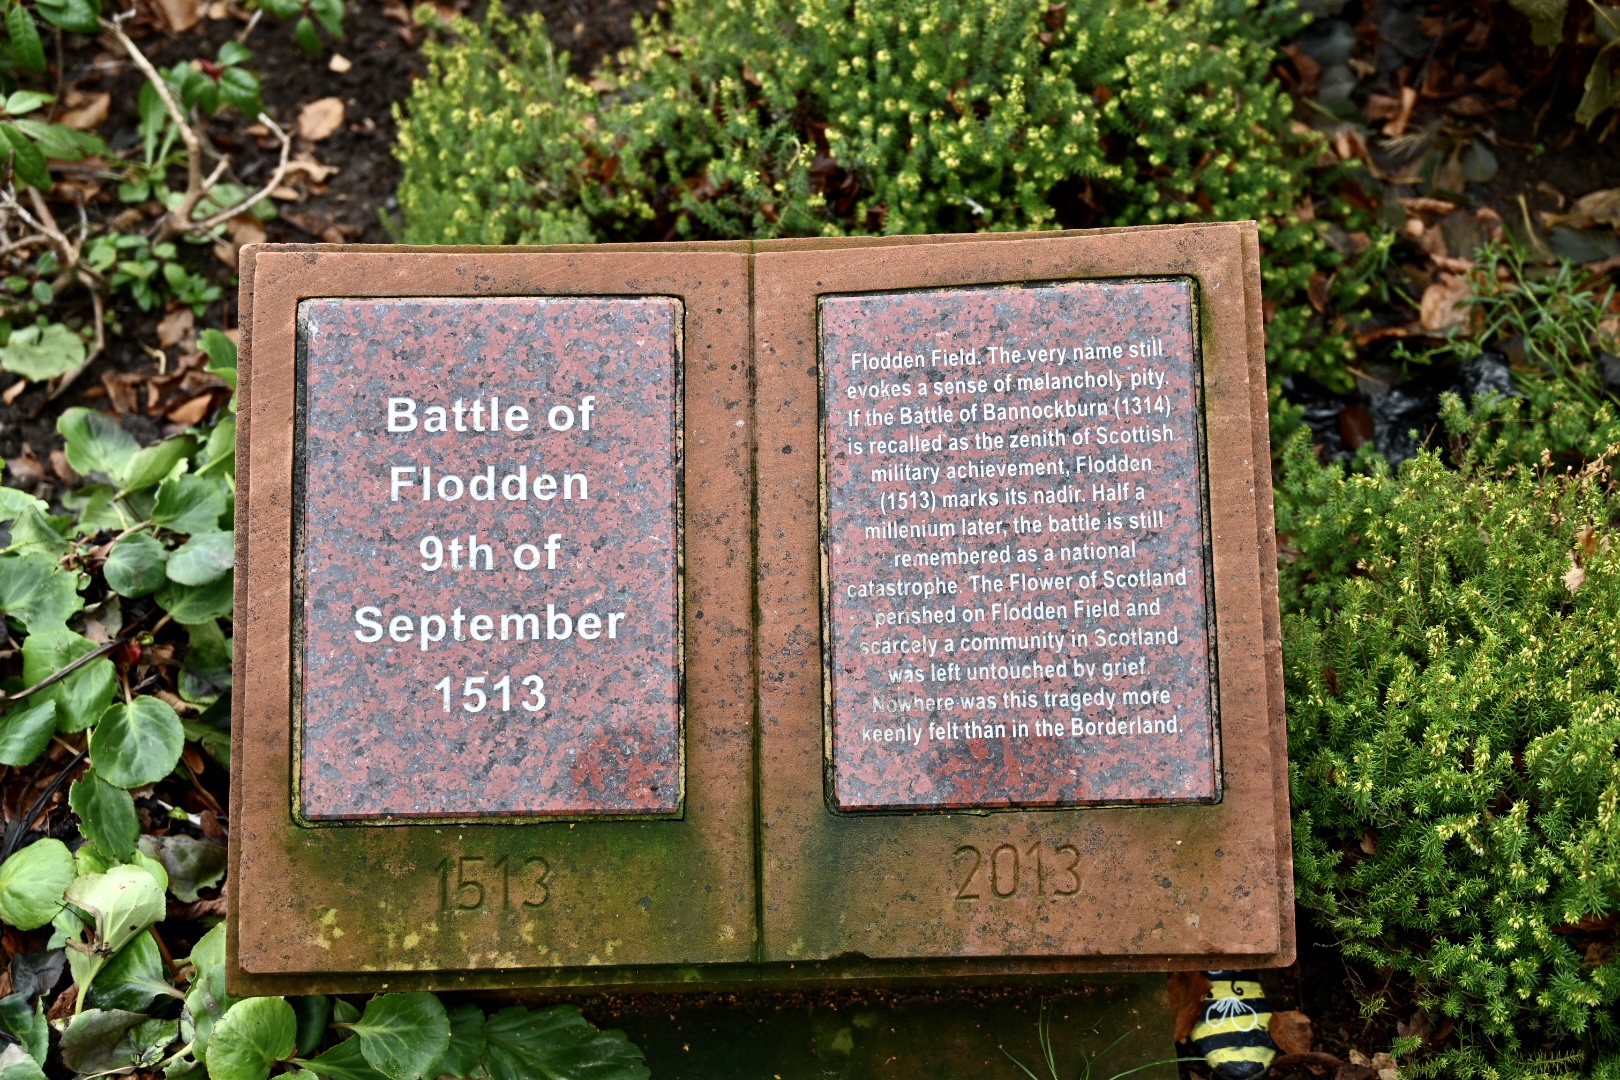 Battle of
Flodden
9th of
September
1513
Flodden Field. The very name still
evokes a sense of melancholy pity.
If the Battle of Bannockburn (1314)
is recalled as the zenith of Scottish
military achievement, Flodden
(1513) marks its nadir. Half a
millenium later, the battle is still
remembered as a national
catastrophe. The Flower of Scotland
perished on Flodden Field and
scarcely a community in Scotland
was left untouched by grief.
Nowhere was this tragedy more
keenly felt than in the Borderland.
1513
2013